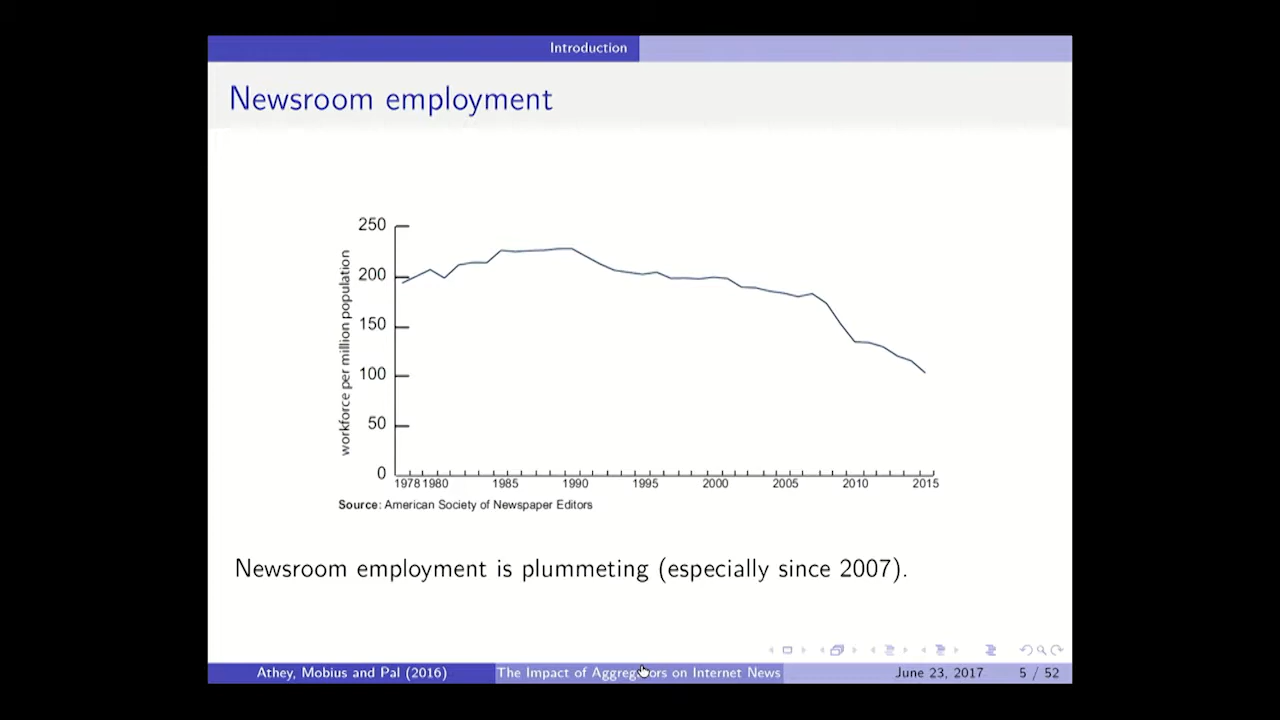 Introduction
Newsroom employment
250
200
150
100
50
0
workforce per million population
1978 1980 1985 1990 1995 2000 2005 2010 2015
Source: American Society of Newspaper Editors
Newsroom employment is plummeting (especially since 2007).
Athey, Mobius and Pal (2016) The Impact of Aggregators on Internet News June 23, 2017 5 / 52